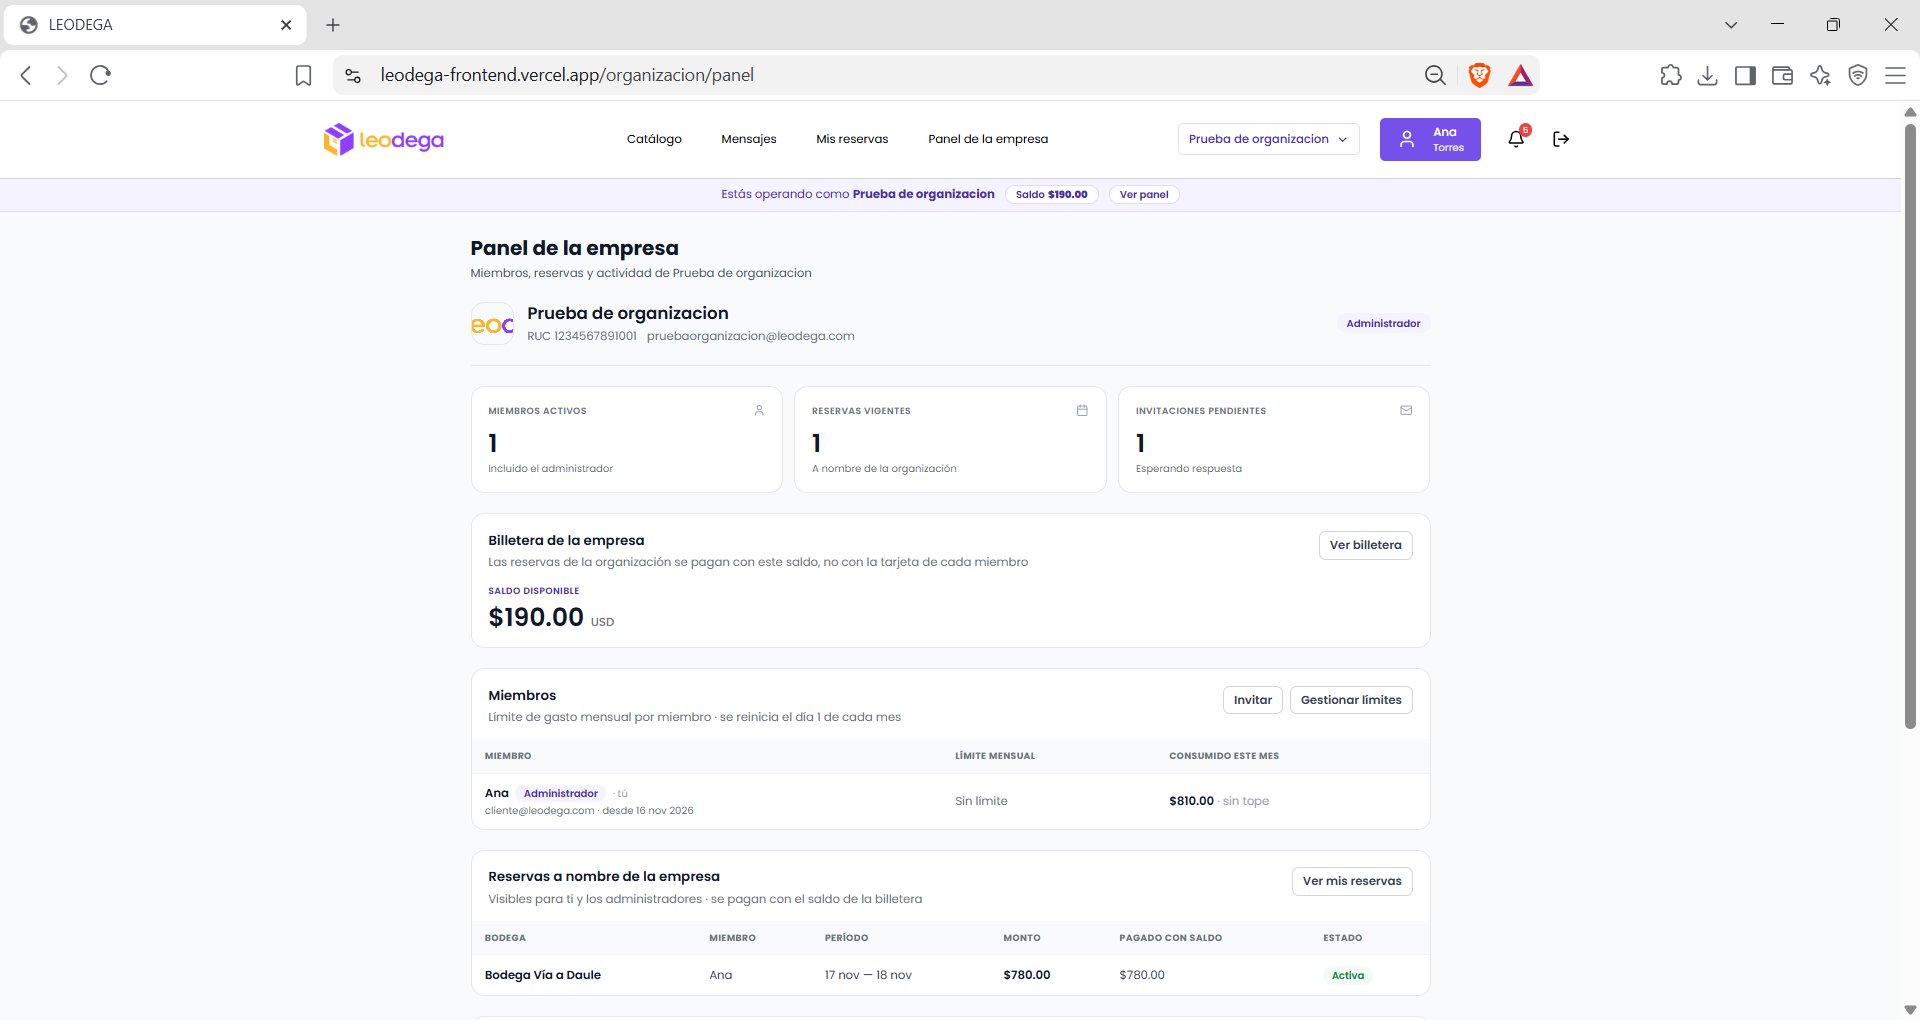 LEODEGA
leodega-frontend.vercel.app/organizacion/panel
leodega
Catálogo
Mensajes
Mis reservas
Panel de la empresa
Prueba de organizacion
Ana
Torres
5
Estás operando como Prueba de organizacion
Saldo $190.00
Ver panel
Panel de la empresa
Miembros, reservas y actividad de Prueba de organizacion
eoc
Prueba de organizacion
RUC 1234567891001 pruebaorganizacion@leodega.com
Administrador
MIEMBROS ACTIVOS
1
Incluido el administrador
RESERVAS VIGENTES
1
A nombre de la organización
INVITACIONES PENDIENTES
1
Esperando respuesta
Billetera de la empresa
Las reservas de la organización se pagan con este saldo, no con la tarjeta de cada miembro
Ver billetera
SALDO DISPONIBLE
$190.00 USD
Miembros
Límite de gasto mensual por miembro · se reinicia el día 1 de cada mes
Invitar
Gestionar límites
MIEMBRO LÍMITE MENSUAL CONSUMIDO ESTE MES
Ana Administrador · tú
cliente@leodega.com · desde 16 nov 2026
Sin límite
$810.00 · sin tope
Reservas a nombre de la empresa
Visibles para ti y los administradores · se pagan con el saldo de la billetera
Ver mis reservas
BODEGA MIEMBRO PERÍODO MONTO PAGADO CON SALDO ESTADO
Bodega Vía a Daule Ana 17 nov — 18 nov $780.00 $780.00 Activa